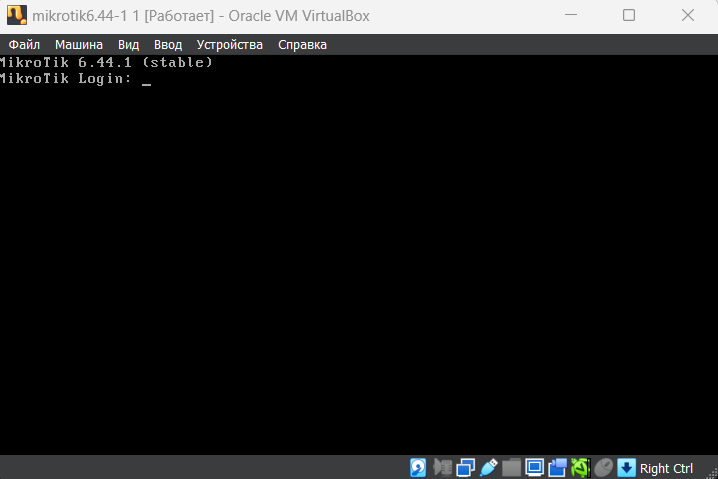 mikrotik6.44-1 1 [Работает] - Oracle VM VirtualBox
Файл Машина Вид Ввод Устройства Справка
MikroTik 6.44.1 (stable)
MikroTik Login: _
Right Ctrl